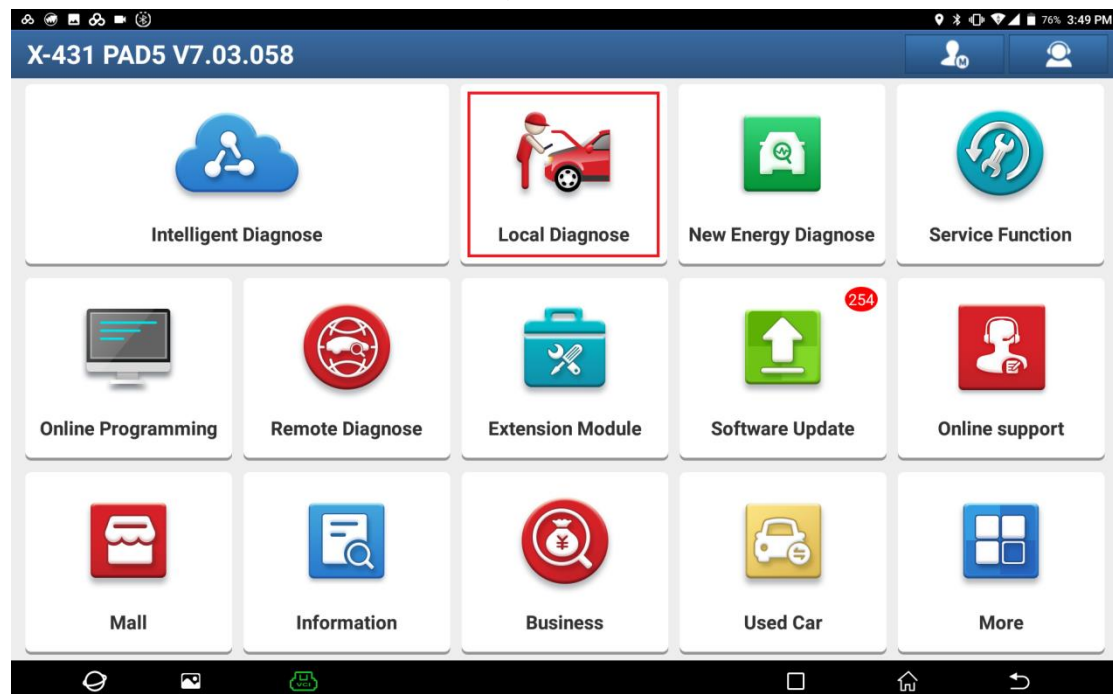 76% 3:49 PM
X-431 PAD5 V7.03.058
M
Intelligent Diagnose
Local Diagnose
New Energy Diagnose
Service Function
254
Online Programming
Remote Diagnose
Extension Module
Software Update
Online support
¥
Mall
Information
Business
Used Car
More
VCI